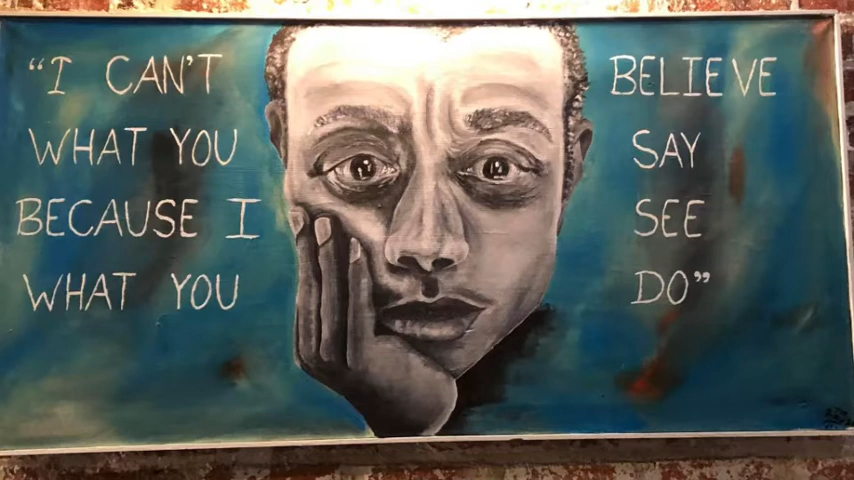 “I CAN'T BELIEVE
WHAT YOU SAY
BECAUSE I SEE
WHAT YOU DO”